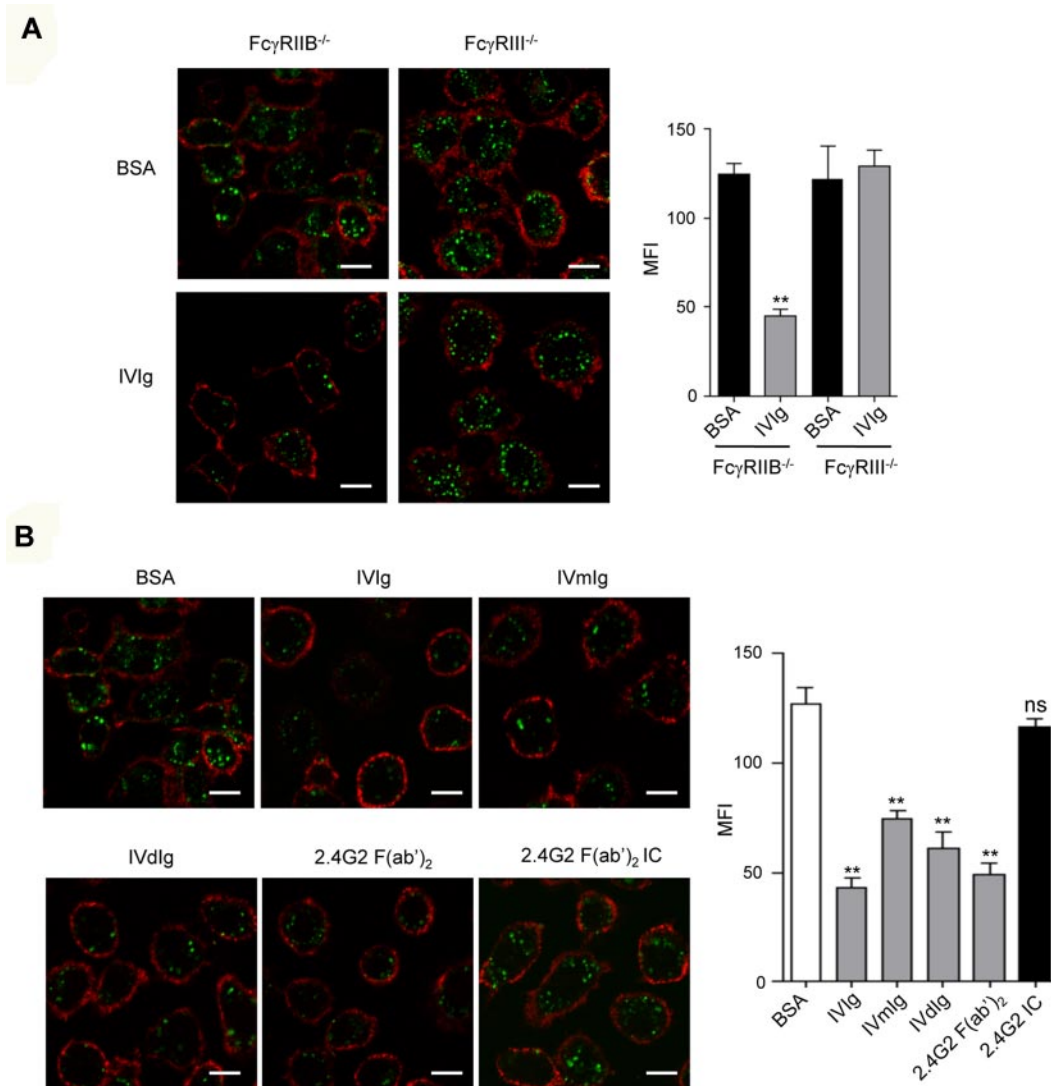 A
FcγRIIB-/-
FcγRIII-/-
BSA
IVIg
150
100
50
0
MFI
**
BSA
IVIg
BSA
IVIg
FcγRIIB-/-
FcγRIII-/-
B
BSA
IVIg
IVmIg
IVdIg
2.4G2 F(ab')2
2.4G2 F(ab')2 IC
150
100
50
0
MFI
**
**
**
**
ns
BSA
IVIg
IVmIg
IVdIg
2.4G2 F(ab')2
2.4G2 IC